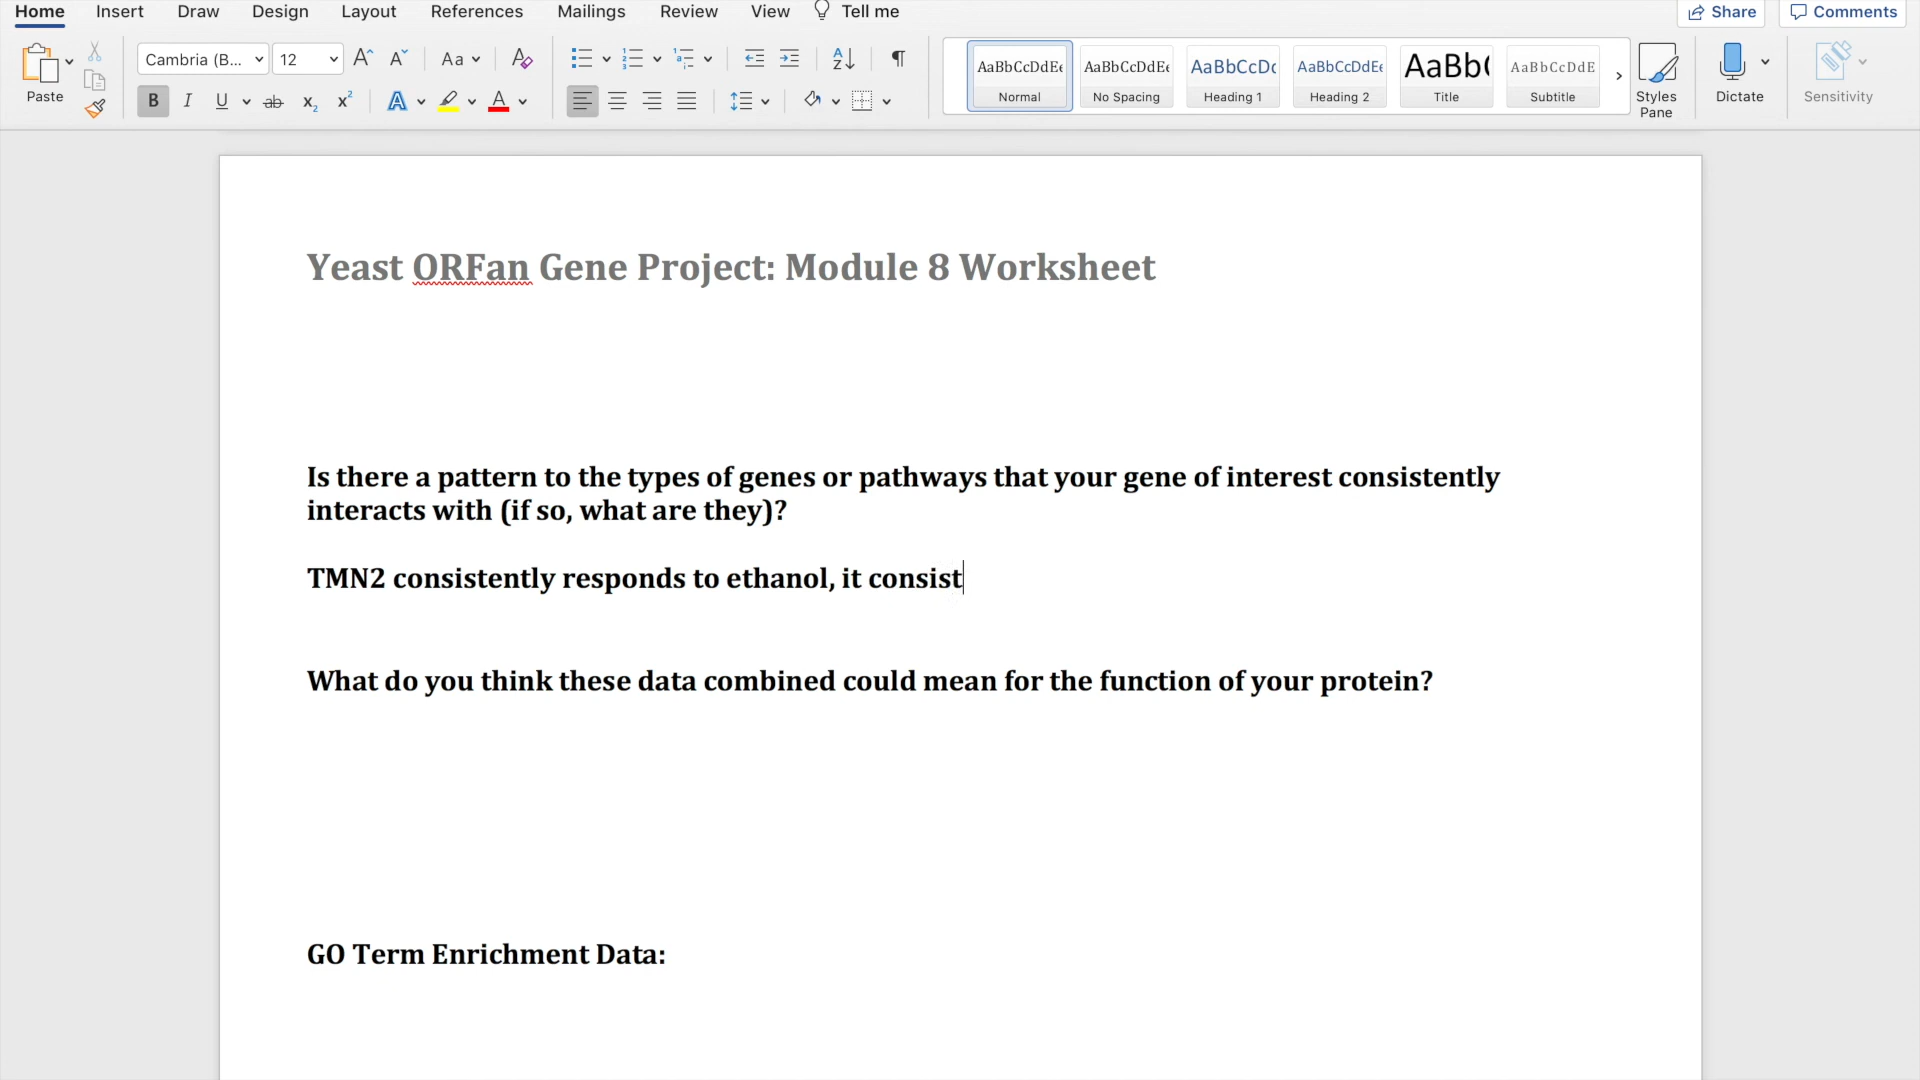 Home Insert Draw Design Layout References Mailings Review View Tell me Share Comments
Cambria (B... 12 Aa
Paste
B I U ab x2 x2 A A
AaBbCcDdEe AaBbCcDdEe AaBbCcDc AaBbCcDdEe AaBb( AaBbCcDdE
Normal No Spacing Heading 1 Heading 2 Title Subtitle
Styles Pane
Dictate
Sensitivity
Yeast ORFan Gene Project: Module 8 Worksheet
Is there a pattern to the types of genes or pathways that your gene of interest consistently
interacts with (if so, what are they)?
TMN2 consistently responds to ethanol, it consist
What do you think these data combined could mean for the function of your protein?
GO Term Enrichment Data: